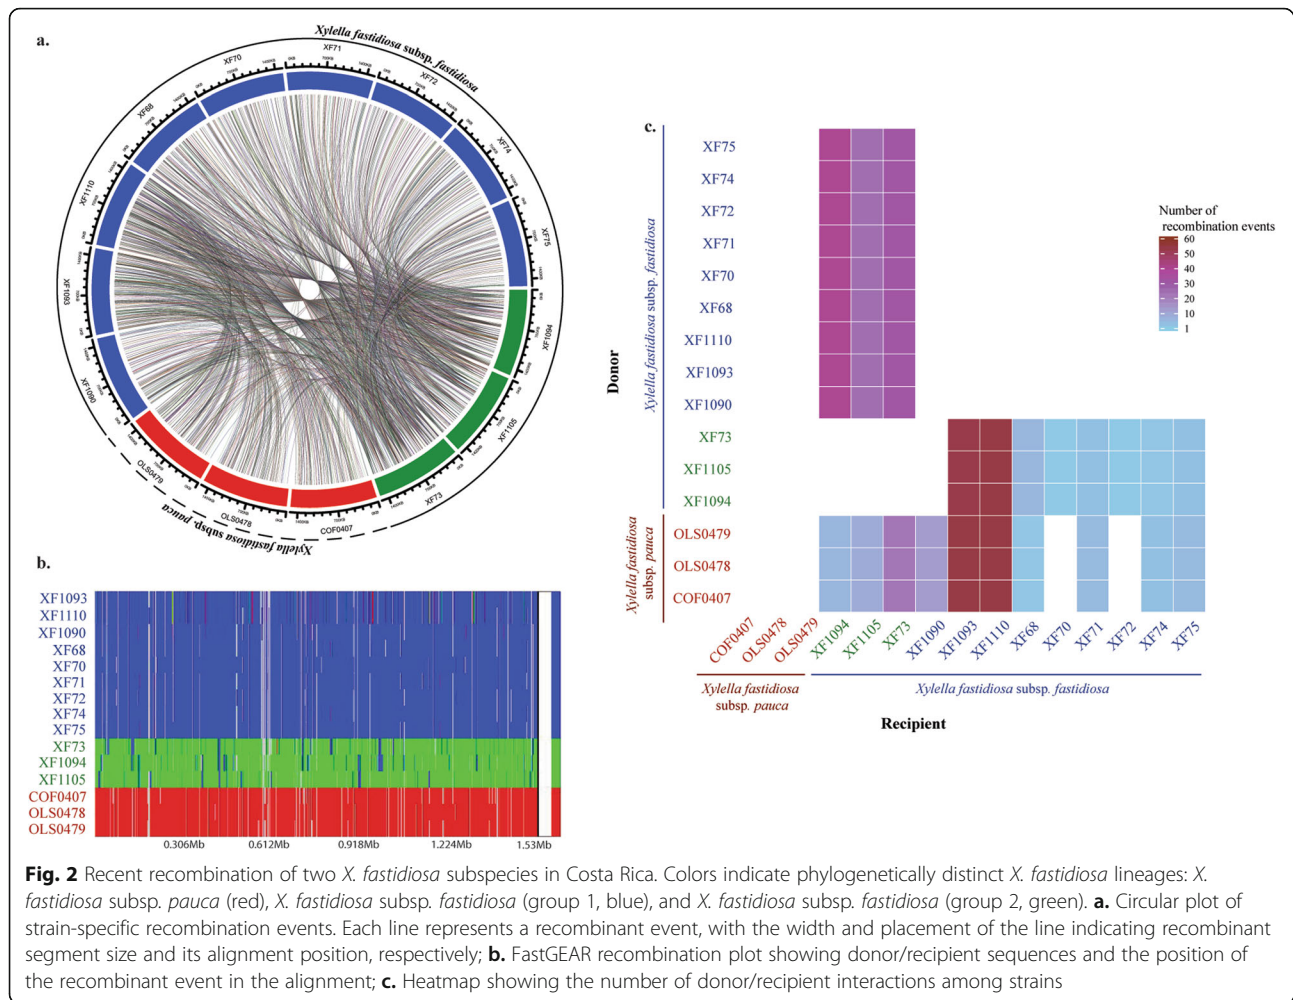 a.
Xylella fastidiosa subsp. fastidiosa
XF71
XF70
XF72
XF68
XF74
XF1110
XF75
XF1093
XF1094
XF1090
XF1105
OLS0479
XF73
OLS0478
COF0407
Xylella fastidiosa subsp. pauca
b.
XF1093
XF1110
XF1090
XF68
XF70
XF71
XF72
XF74
XF75
XF73
XF1094
XF1105
COF0407
OLS0478
OLS0479
0.306Mb 0.612Mb 0.918Mb 1.224Mb 1.53Mb
c.
Donor
Xylella fastidiosa subsp. fastidiosa
XF75
XF74
XF72
XF71
XF70
XF68
XF1110
XF1093
XF1090
XF73
XF1105
XF1094
Xylella fastidiosa
subsp. pauca
OLS0479
OLS0478
COF0407
COF0407 OLS0478 OLS0479 XF1094 XF1105 XF73 XF1090 XF1093 XF1110 XF68 XF70 XF71 XF72 XF74 XF75
Xylella fastidiosa
subsp. pauca
Xylella fastidiosa subsp. fastidiosa
Recipient
Number of
recombination events
60
50
40
30
20
10
1
Fig. 2 Recent recombination of two X. fastidiosa subspecies in Costa Rica. Colors indicate phylogenetically distinct X. fastidiosa lineages: X.
fastidiosa subsp. pauca (red), X. fastidiosa subsp. fastidiosa (group 1, blue), and X. fastidiosa subsp. fastidiosa (group 2, green). a. Circular plot of
strain-specific recombination events. Each line represents a recombinant event, with the width and placement of the line indicating recombinant
segment size and its alignment position, respectively; b. FastGEAR recombination plot showing donor/recipient sequences and the position of
the recombinant event in the alignment; c. Heatmap showing the number of donor/recipient interactions among strains